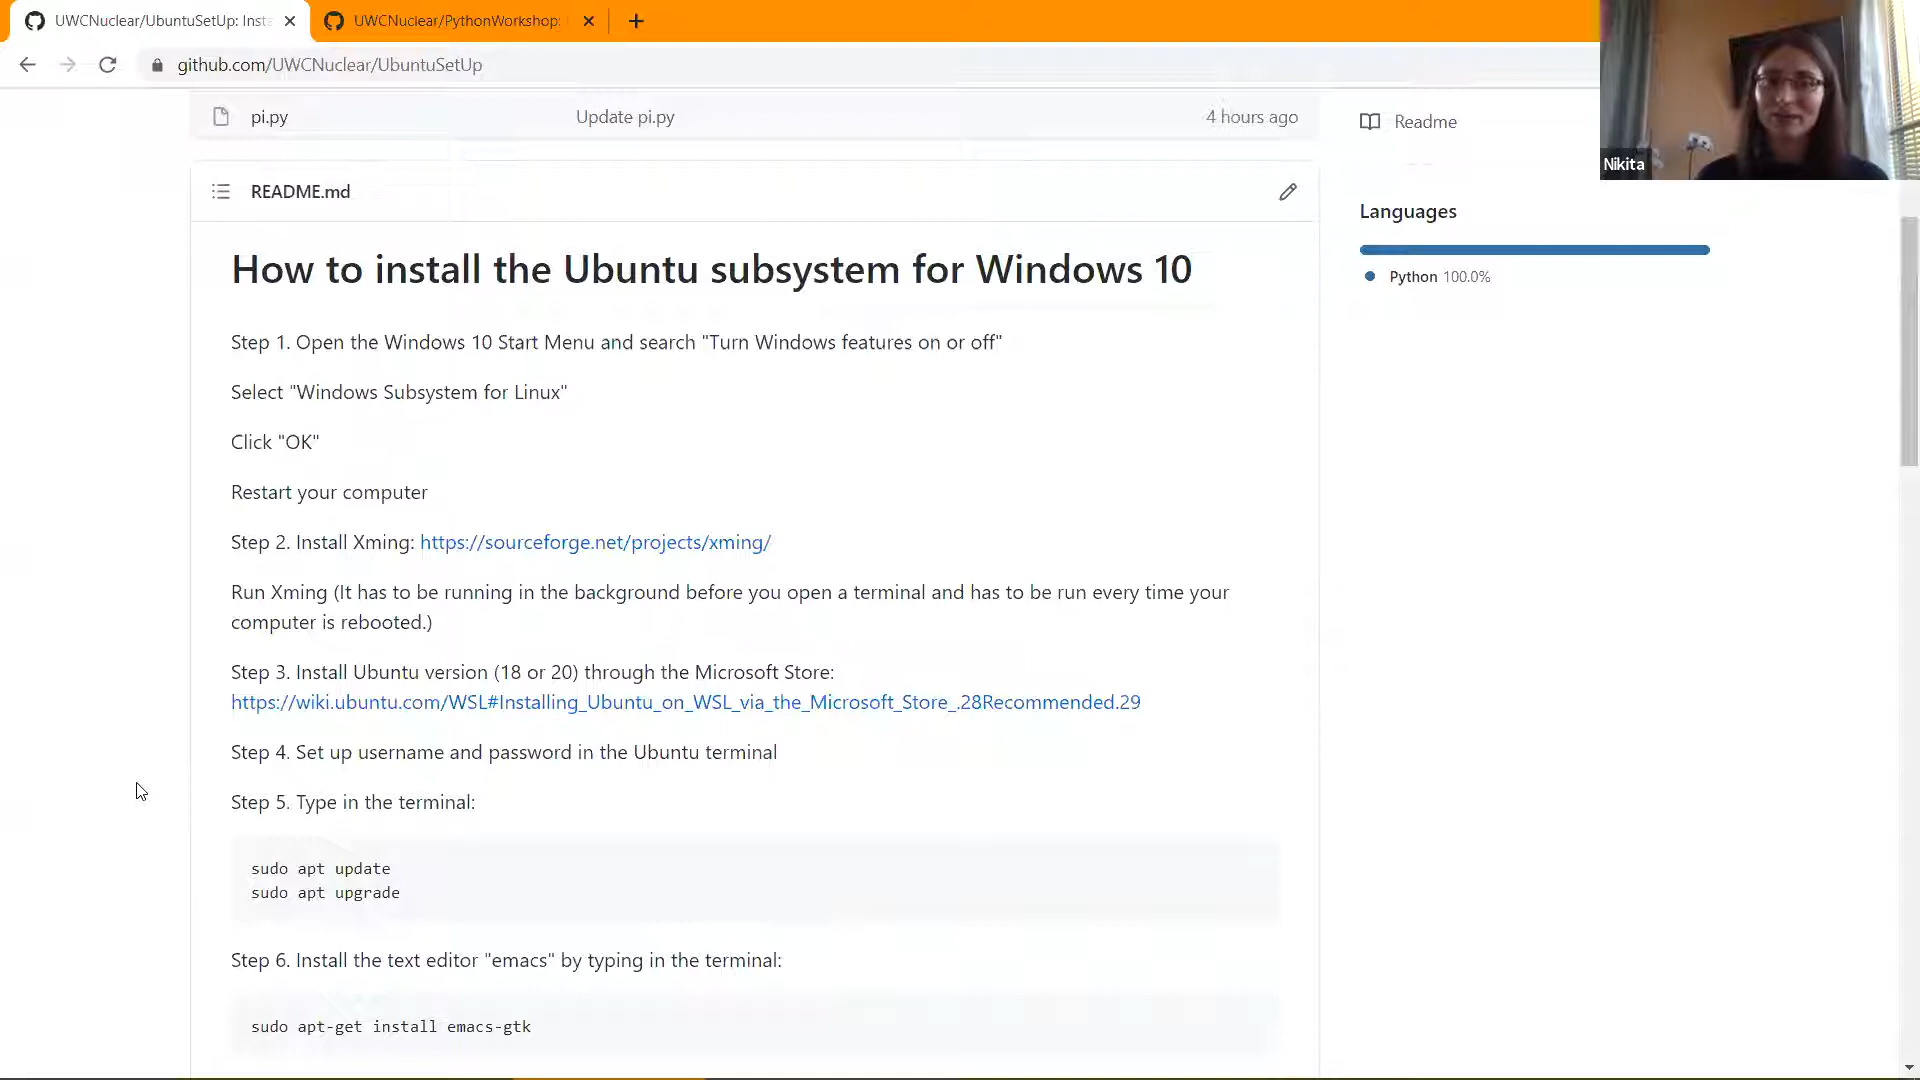 UWCNuclear/UbuntuSetUp: Insta
UWCNuclear/PythonWorkshop:
github.com/UWCNuclear/UbuntuSetUp
pi.py
Update pi.py
4 hours ago
Readme
Nikita
README.md
Languages
Python 100.0%
How to install the Ubuntu subsystem for Windows 10
Step 1. Open the Windows 10 Start Menu and search "Turn Windows features on or off"
Select "Windows Subsystem for Linux"
Click "OK"
Restart your computer
Step 2. Install Xming: https://sourceforge.net/projects/xming/
Run Xming (It has to be running in the background before you open a terminal and has to be run every time your
computer is rebooted.)
Step 3. Install Ubuntu version (18 or 20) through the Microsoft Store:
https://wiki.ubuntu.com/WSL#Installing_Ubuntu_on_WSL_via_the_Microsoft_Store_.28Recommended.29
Step 4. Set up username and password in the Ubuntu terminal
Step 5. Type in the terminal:
sudo apt update
sudo apt upgrade
Step 6. Install the text editor "emacs" by typing in the terminal:
sudo apt-get install emacs-gtk